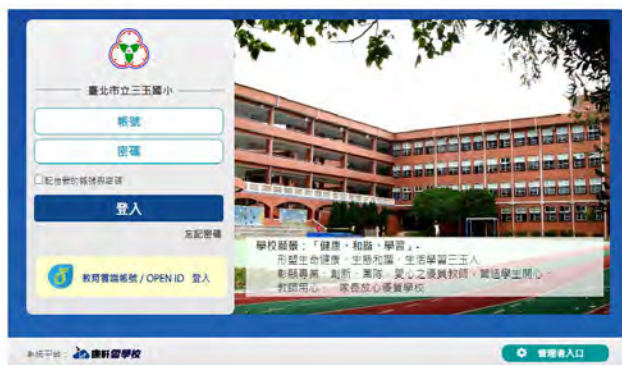 臺北市立三玉國小
帳號
密碼
記住我的帳號與密碼
登入
忘記密碼
教育雲端帳號 / OPEN ID 登入
學校願景：「健康、和諧、學習」。
形塑生命健康、生態和諧、生活學習三玉人
彰顯專業、創新、團隊、愛心之優質教師，營造學生開心、
教師用心、 家長放心優質學校
系統平台： 康軒雲學校
管理者入口